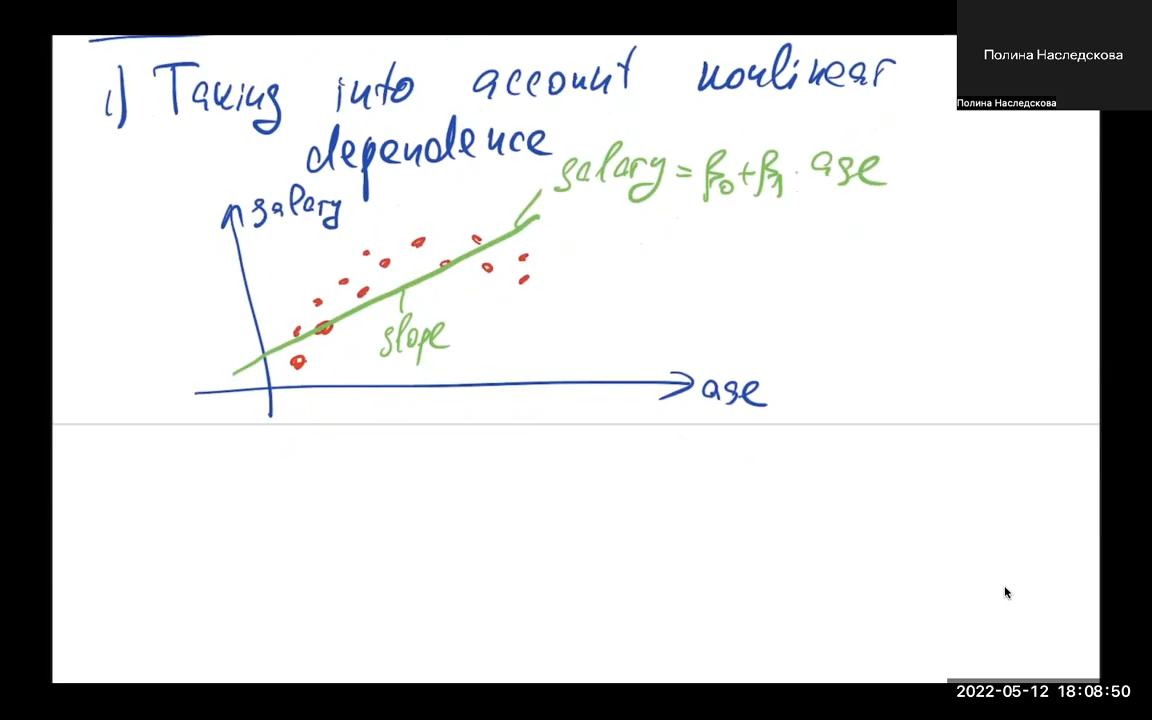 Полина Наследскова
Полина Наследскова
1) Taking into account nonlinear
dependence
salary = β₀ + β₁ · age
salary
slope
age
2022-05-12 18:08:50